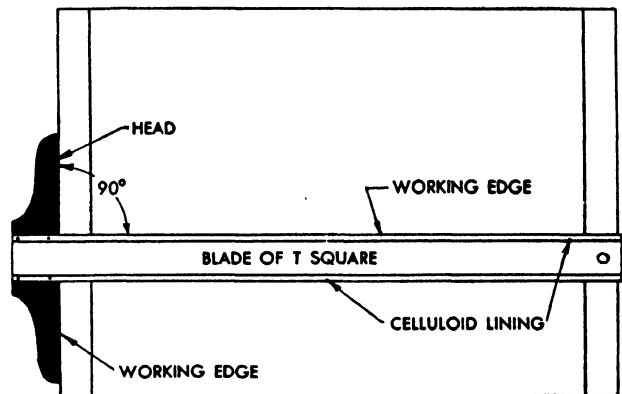 HEAD
90°
WORKING EDGE
BLADE OF T SQUARE
CELLULOID LINING
WORKING EDGE